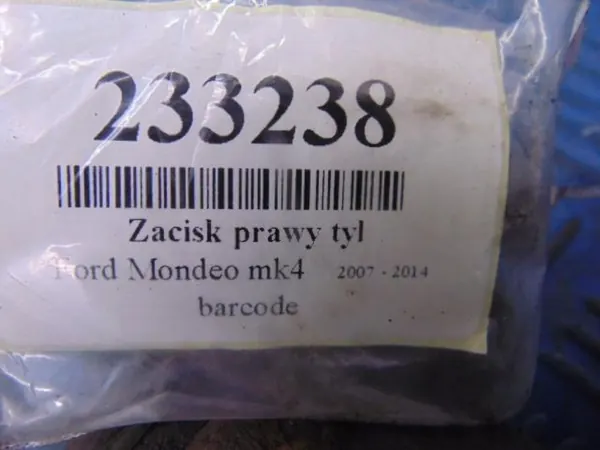 233238
Zacisk prawy tyl
Ford Mondeo mk4 2007 - 2014
barcode